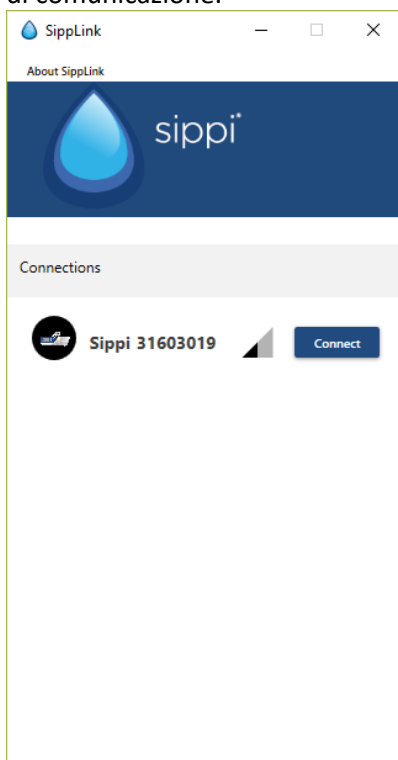 di comunicazione.
SippLink
About SippLink
sippi
Connections
Sippi 31603019
Connect